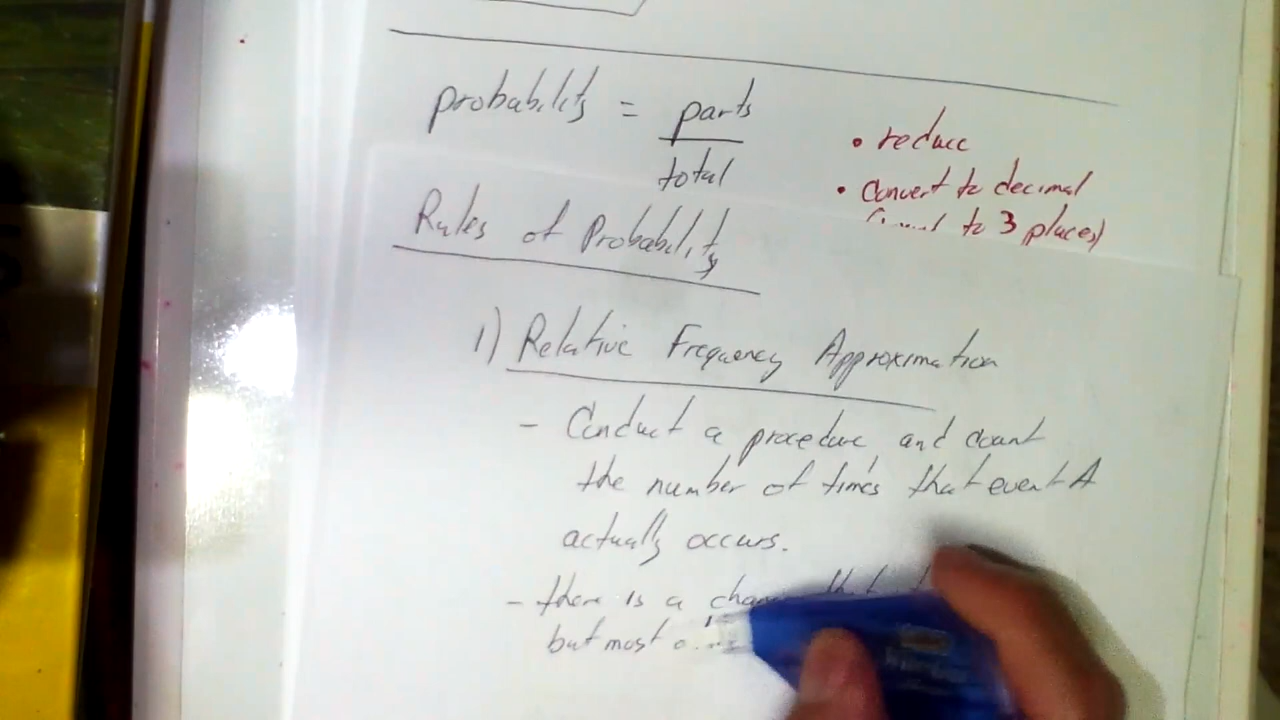 probability = parts
total
• reduce
• Convert to decimal
to 3 places)
Rules of Probability
1) Relative Frequency Approximation
- Conduct a procedure, and count
the number of times that event A
actually occurs.
- there is a
but most